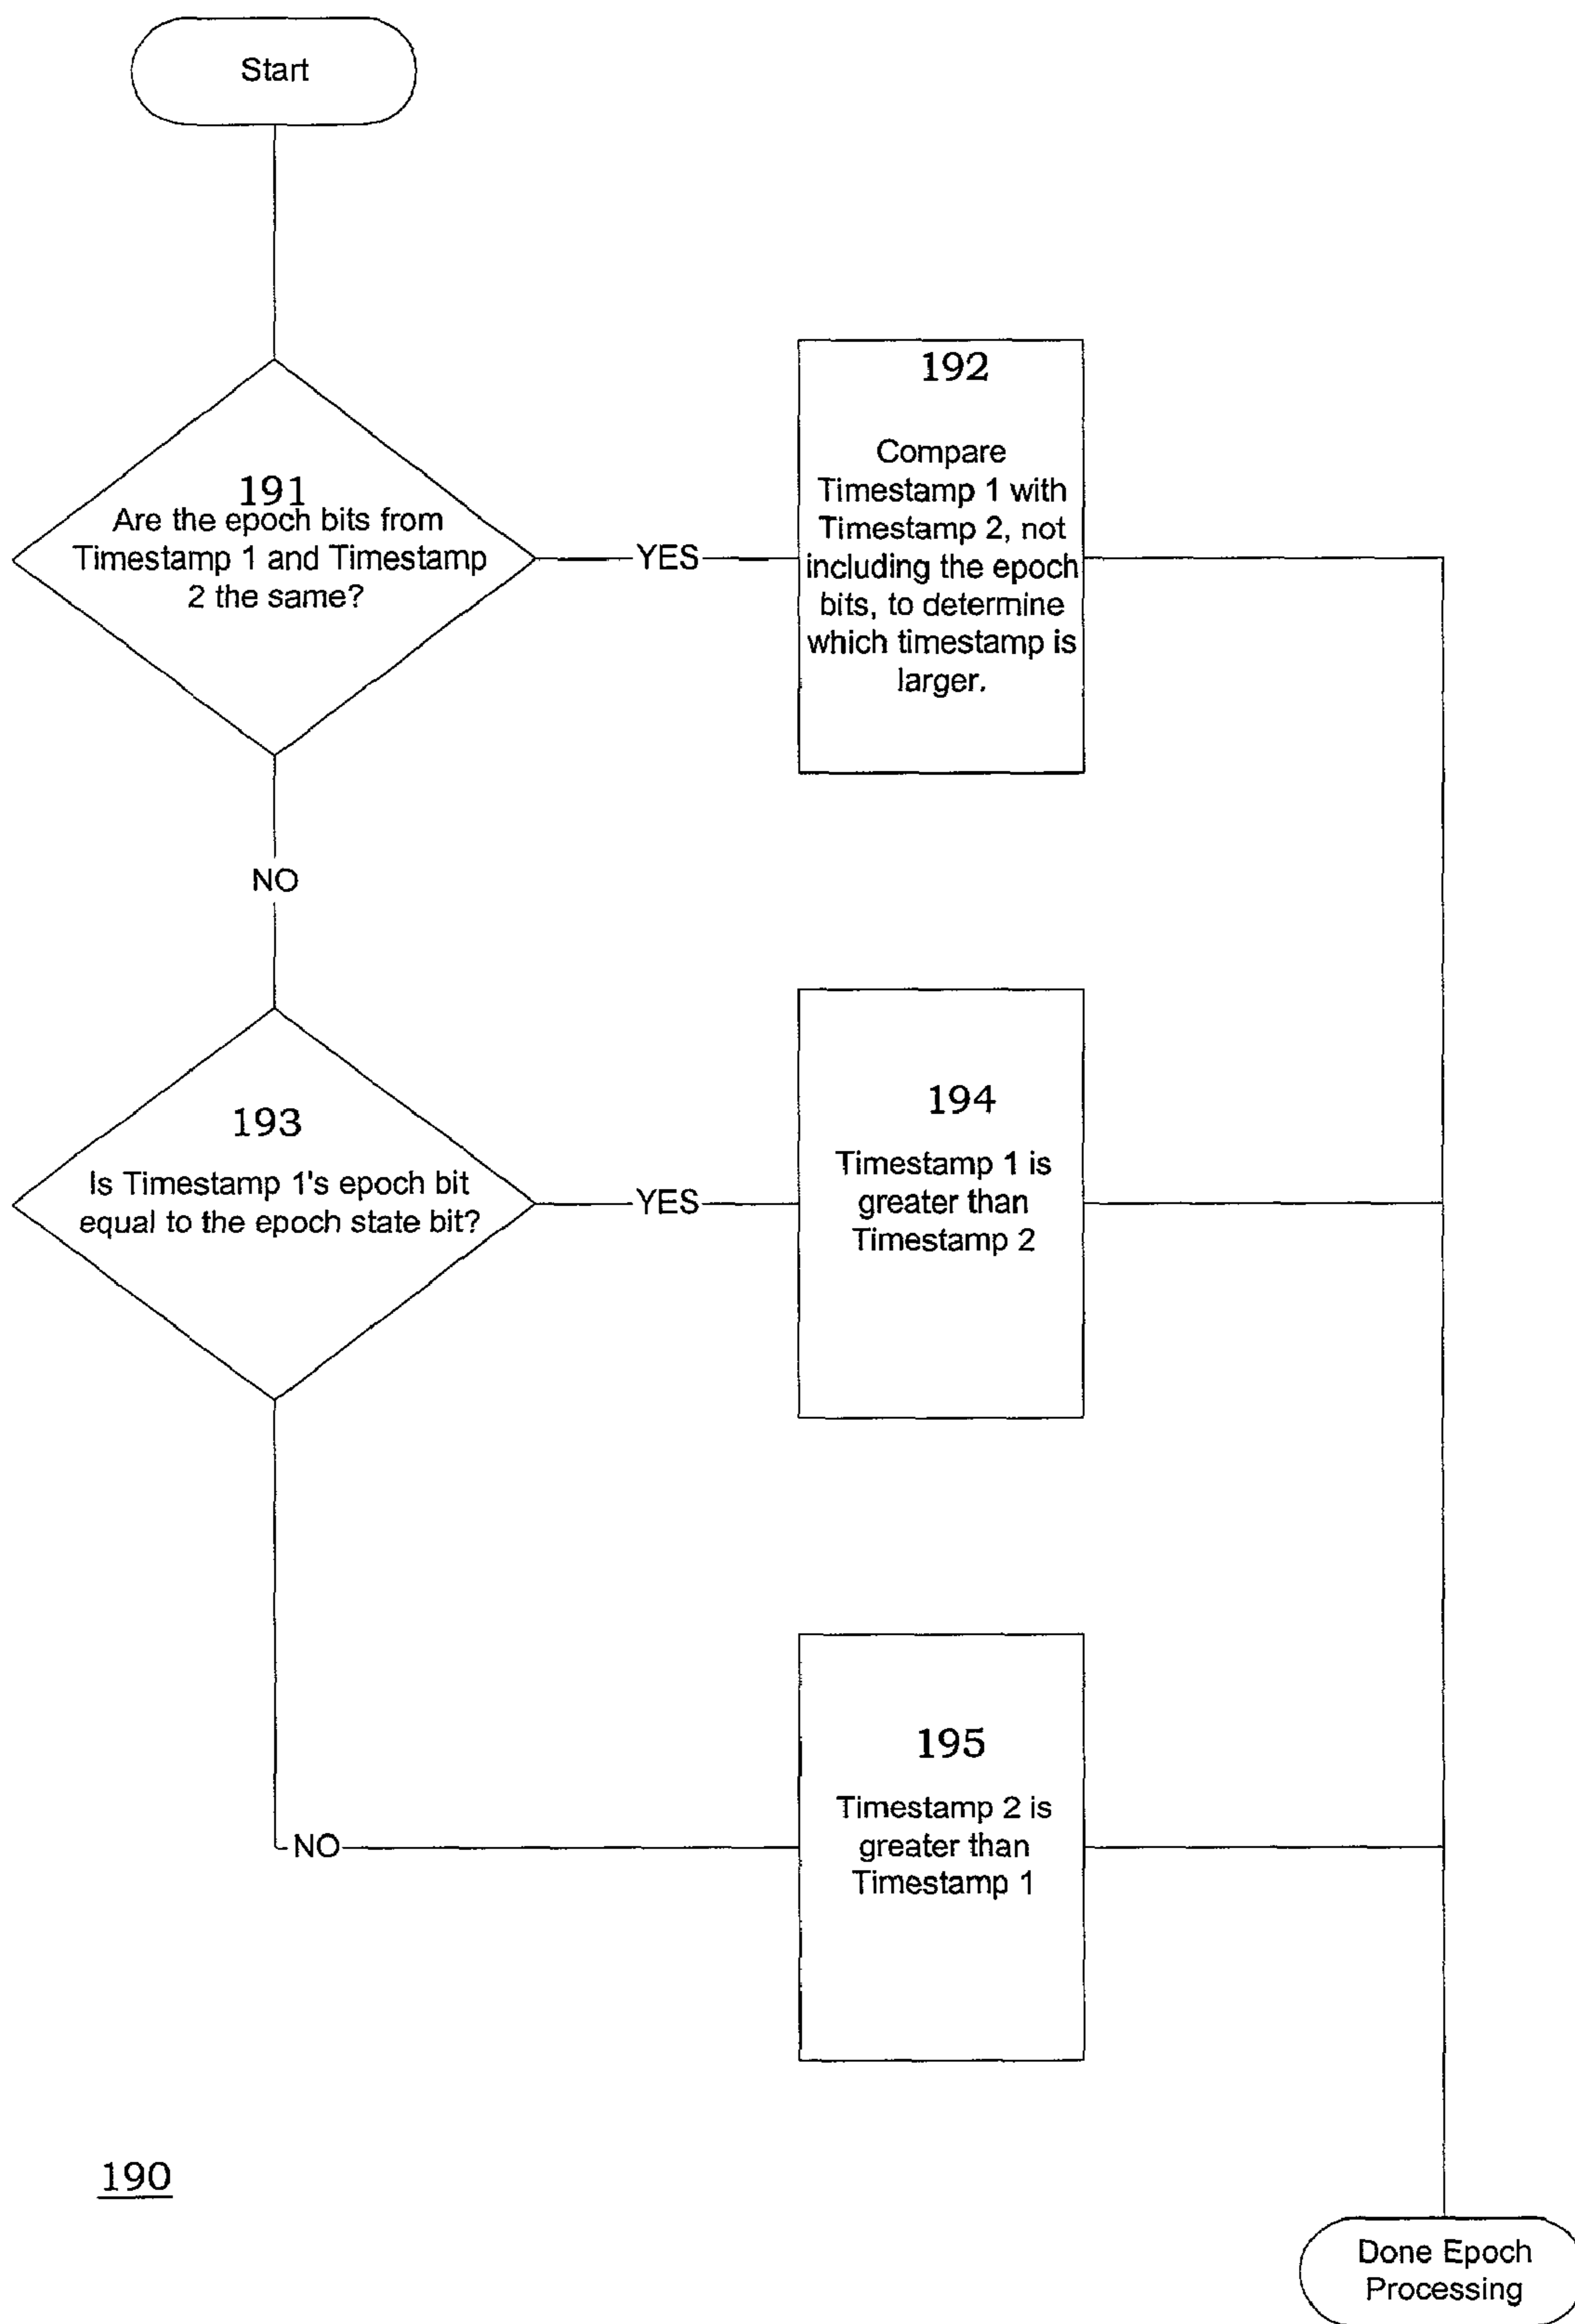 Start
191
Are the epoch bits from
Timestamp 1 and Timestamp
2 the same?
YES
192
Compare
Timestamp 1 with
Timestamp 2, not
including the epoch
bits, to determine
which timestamp is
larger.
NO
193
Is Timestamp 1's epoch bit
equal to the epoch state bit?
YES
194
Timestamp 1 is
greater than
Timestamp 2
NO
195
Timestamp 2 is
greater than
Timestamp 1
190
Done Epoch
Processing